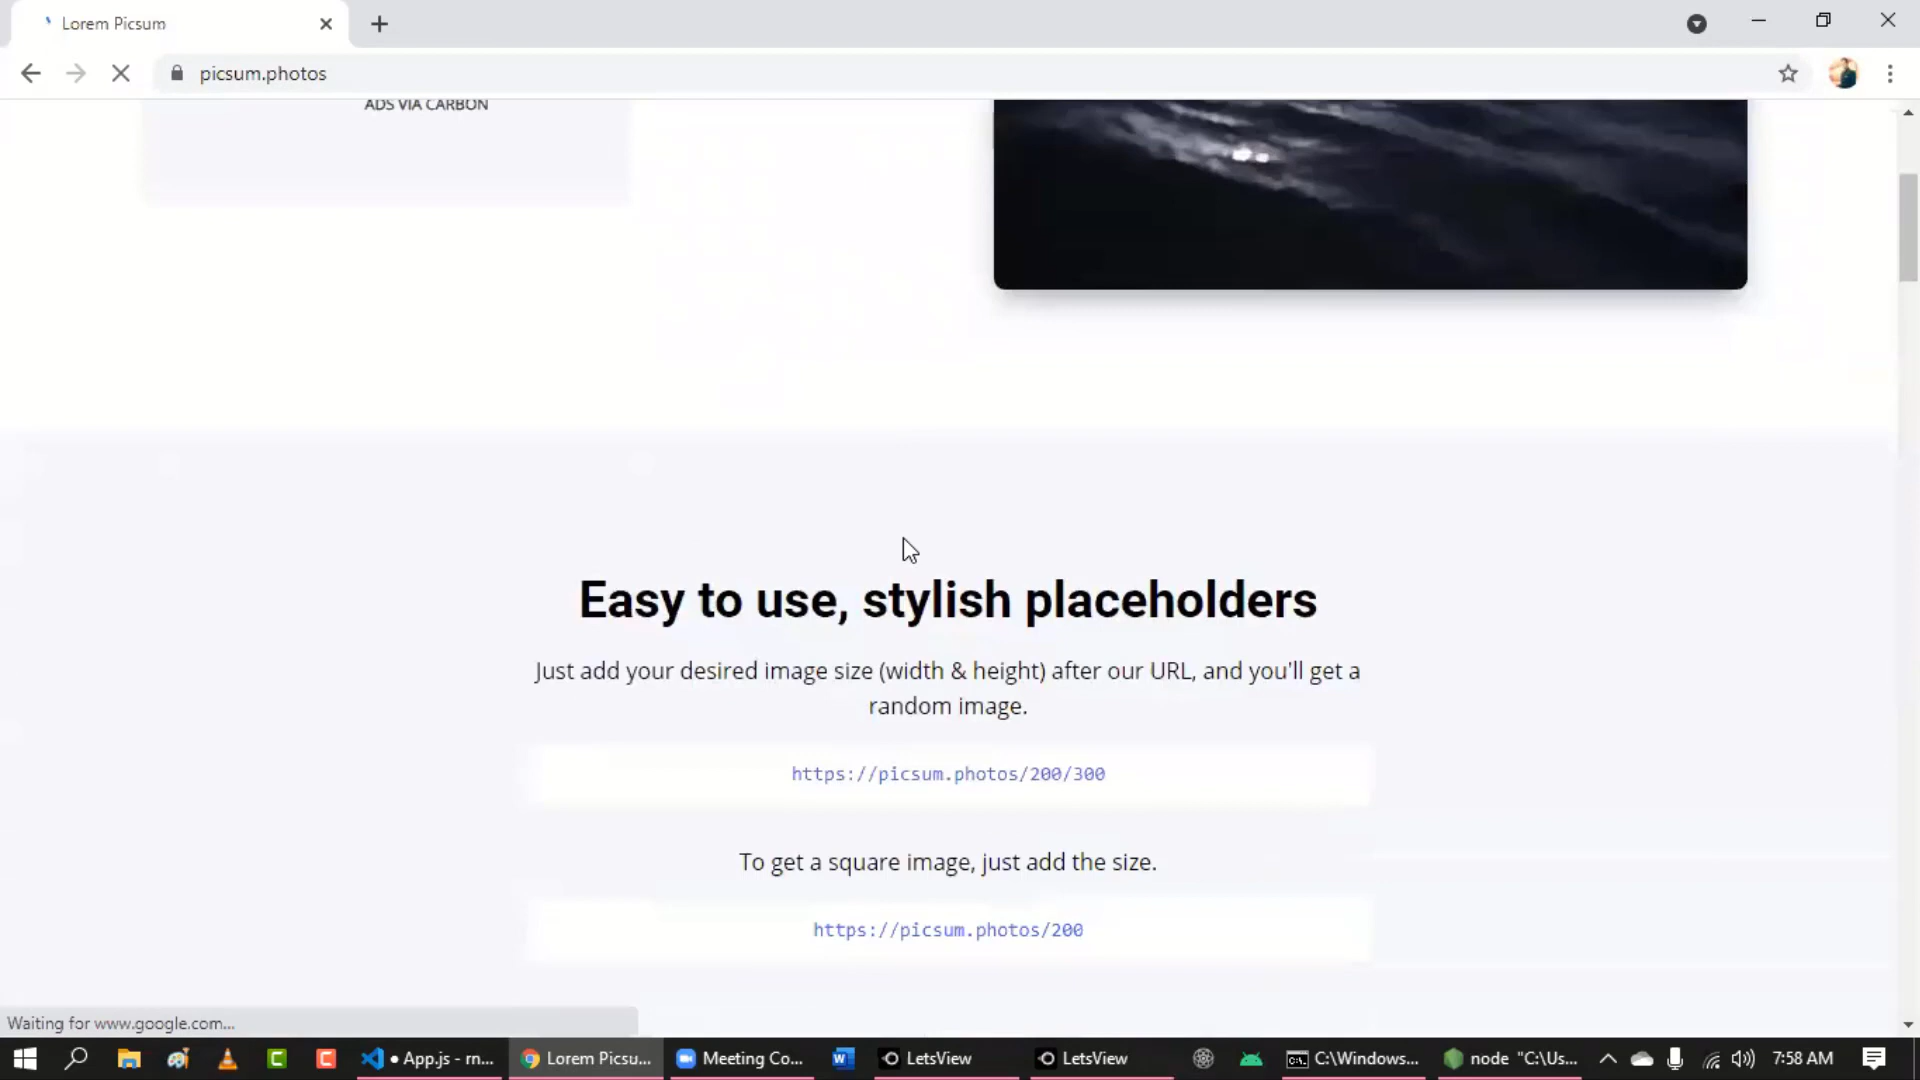 Lorem Picsum
picsum.photos
ADS VIA CARBON
Easy to use, stylish placeholders
Just add your desired image size (width & height) after our URL, and you'll get a
random image.
https://picsum.photos/200/300
To get a square image, just add the size.
https://picsum.photos/200
Waiting for www.google.com...
● App.js - rn...
Lorem Picsu...
Meeting Co...
LetsView
LetsView
C:\Windows...
node "C:\Us...
7:58 AM